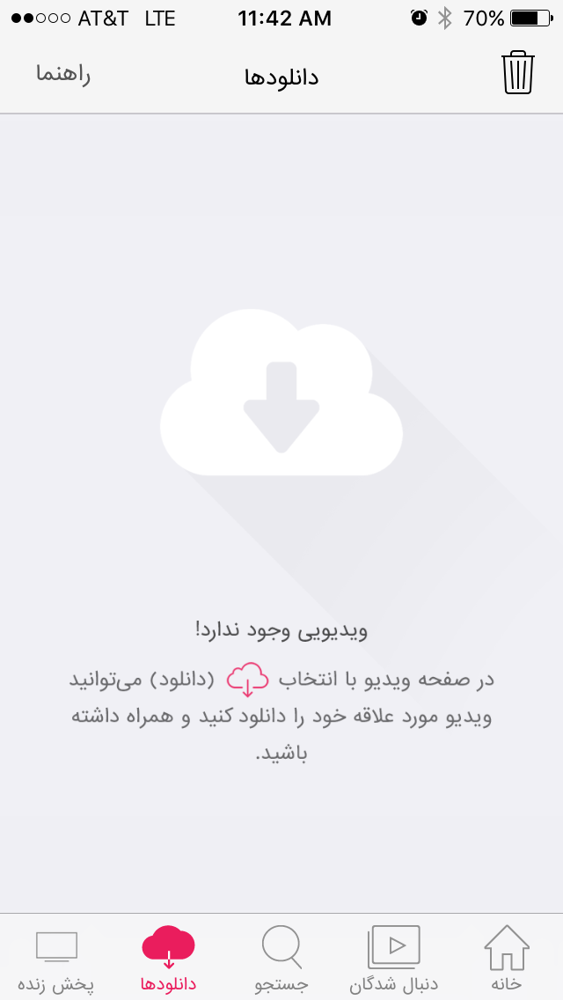 AT&T LTE 11:42 AM 70%
راهنما
دانلودها
ویدیویی وجود ندارد!
در صفحه ویدیو با انتخاب (دانلود) می‌توانید
ویدیو مورد علاقه خود را دانلود کنید و همراه داشته
باشید.
خانه
دنبال شدگان
جستجو
دانلودها
پخش زنده